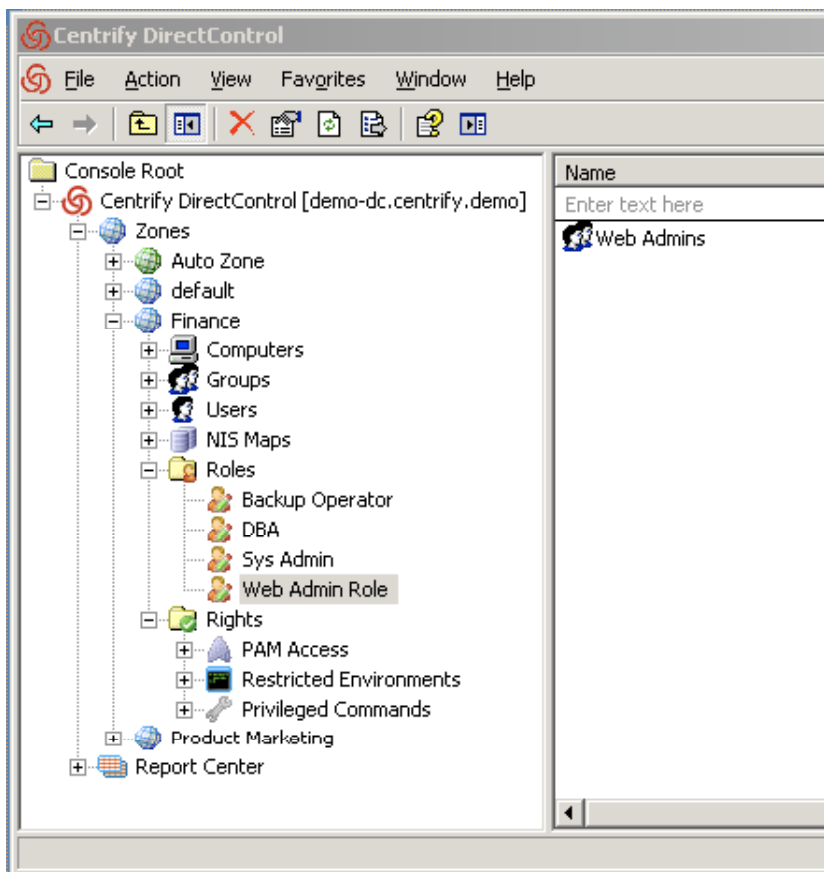 Centrify DirectControl
File Action View Favorites Window Help
Console Root
Centrify DirectControl [demo-dc.centrify.demo]
Zones
Auto Zone
default
Finance
Computers
Groups
Users
NIS Maps
Roles
Backup Operator
DBA
Sys Admin
Web Admin Role
Rights
PAM Access
Restricted Environments
Privileged Commands
Product Marketing
Report Center
Name
Enter text here
Web Admins